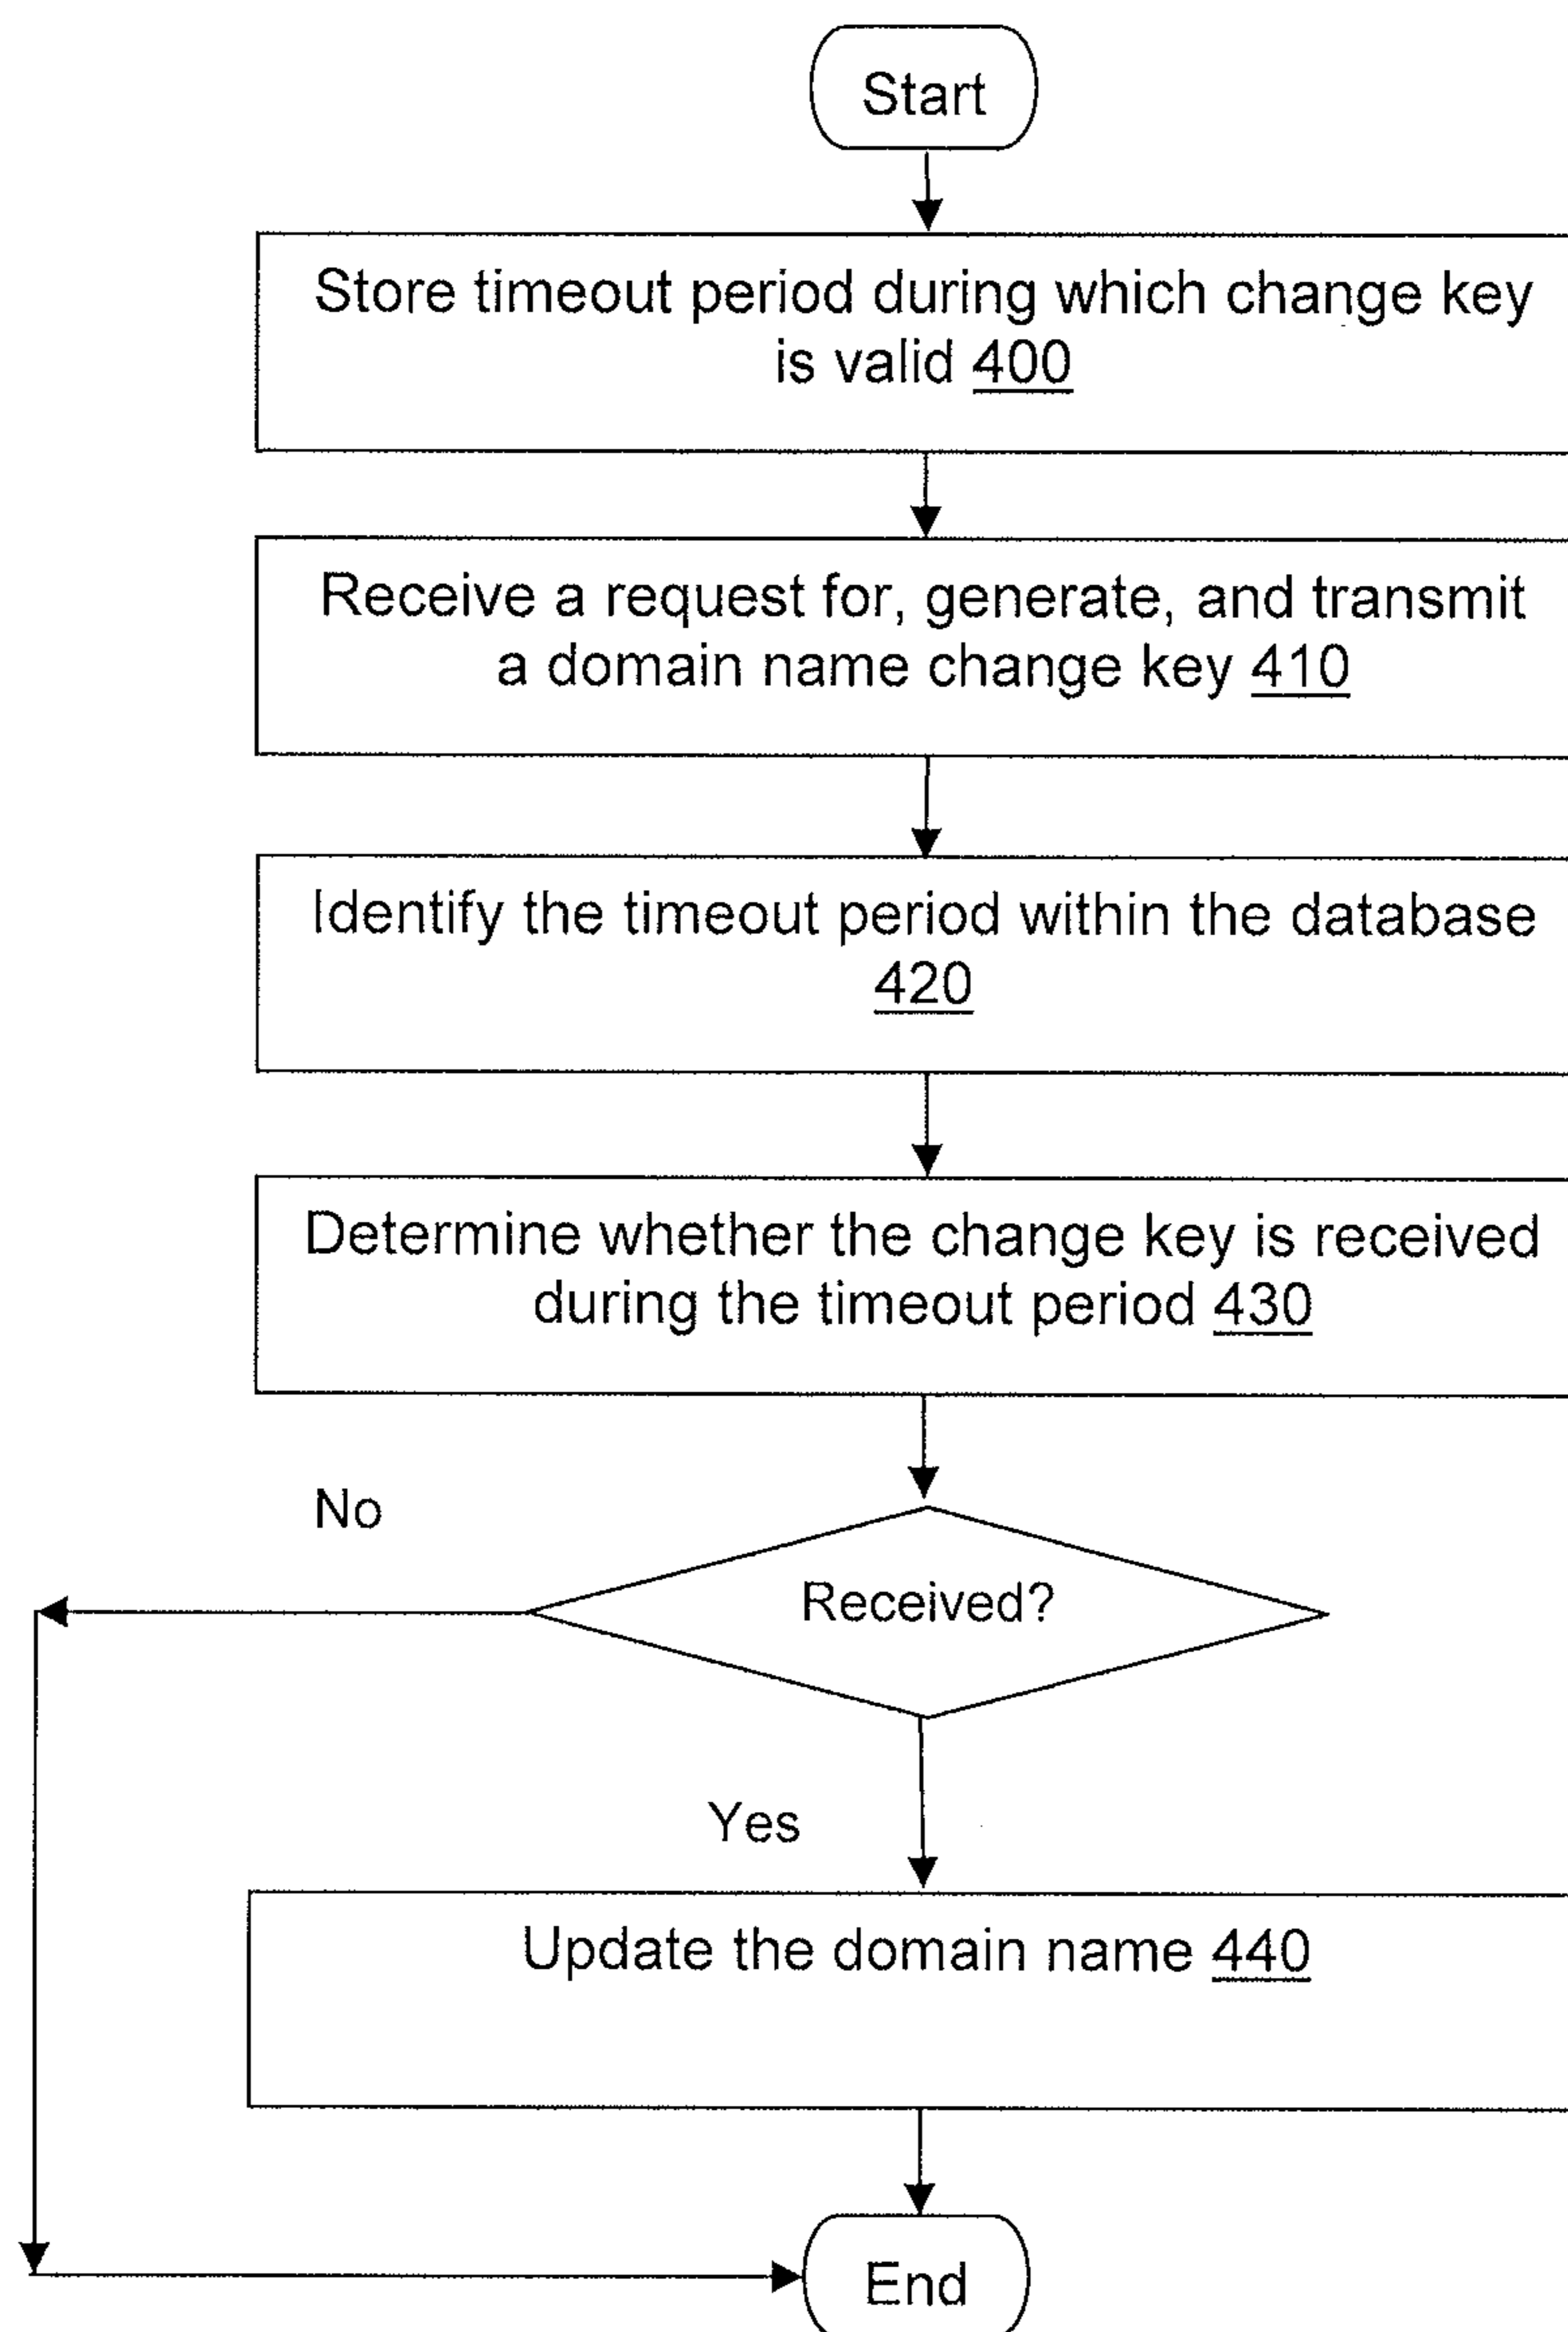 Start
Store timeout period during which change key
is valid 400
Receive a request for, generate, and transmit
a domain name change key 410
Identify the timeout period within the database
420
Determine whether the change key is received
during the timeout period 430
No
Received?
Yes
Update the domain name 440
End